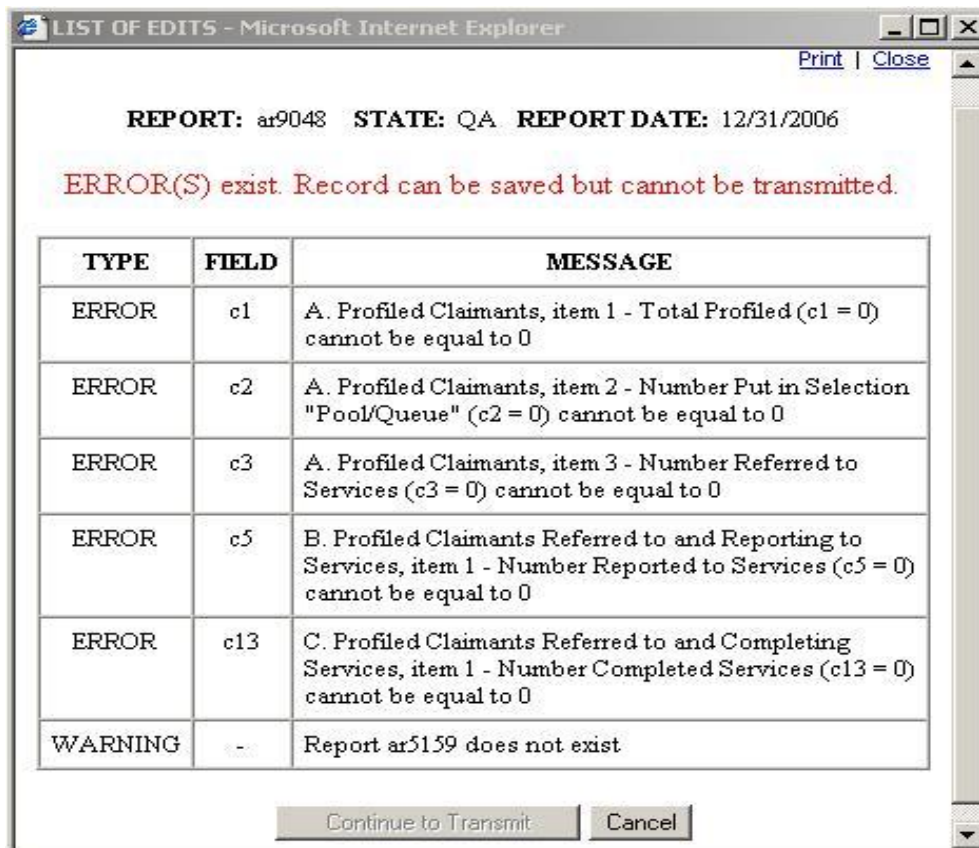 LIST OF EDITS - Microsoft Internet Explorer
Print | Close
REPORT: ar9048 STATE: QA REPORT DATE: 12/31/2006
ERROR(S) exist. Record can be saved but cannot be transmitted.
TYPE FIELD MESSAGE
ERROR c1 A. Profiled Claimants, item 1 - Total Profiled (c1 = 0)
cannot be equal to 0
ERROR c2 A. Profiled Claimants, item 2 - Number Put in Selection
"Pool/Queue" (c2 = 0) cannot be equal to 0
ERROR c3 A. Profiled Claimants, item 3 - Number Referred to
Services (c3 = 0) cannot be equal to 0
ERROR c5 B. Profiled Claimants Referred to and Reporting to
Services, item 1 - Number Reported to Services (c5 = 0)
cannot be equal to 0
ERROR c13 C. Profiled Claimants Referred to and Completing
Services, item 1 - Number Completed Services (c13 = 0)
cannot be equal to 0
WARNING - Report ar5159 does not exist
Continue to Transmit Cancel